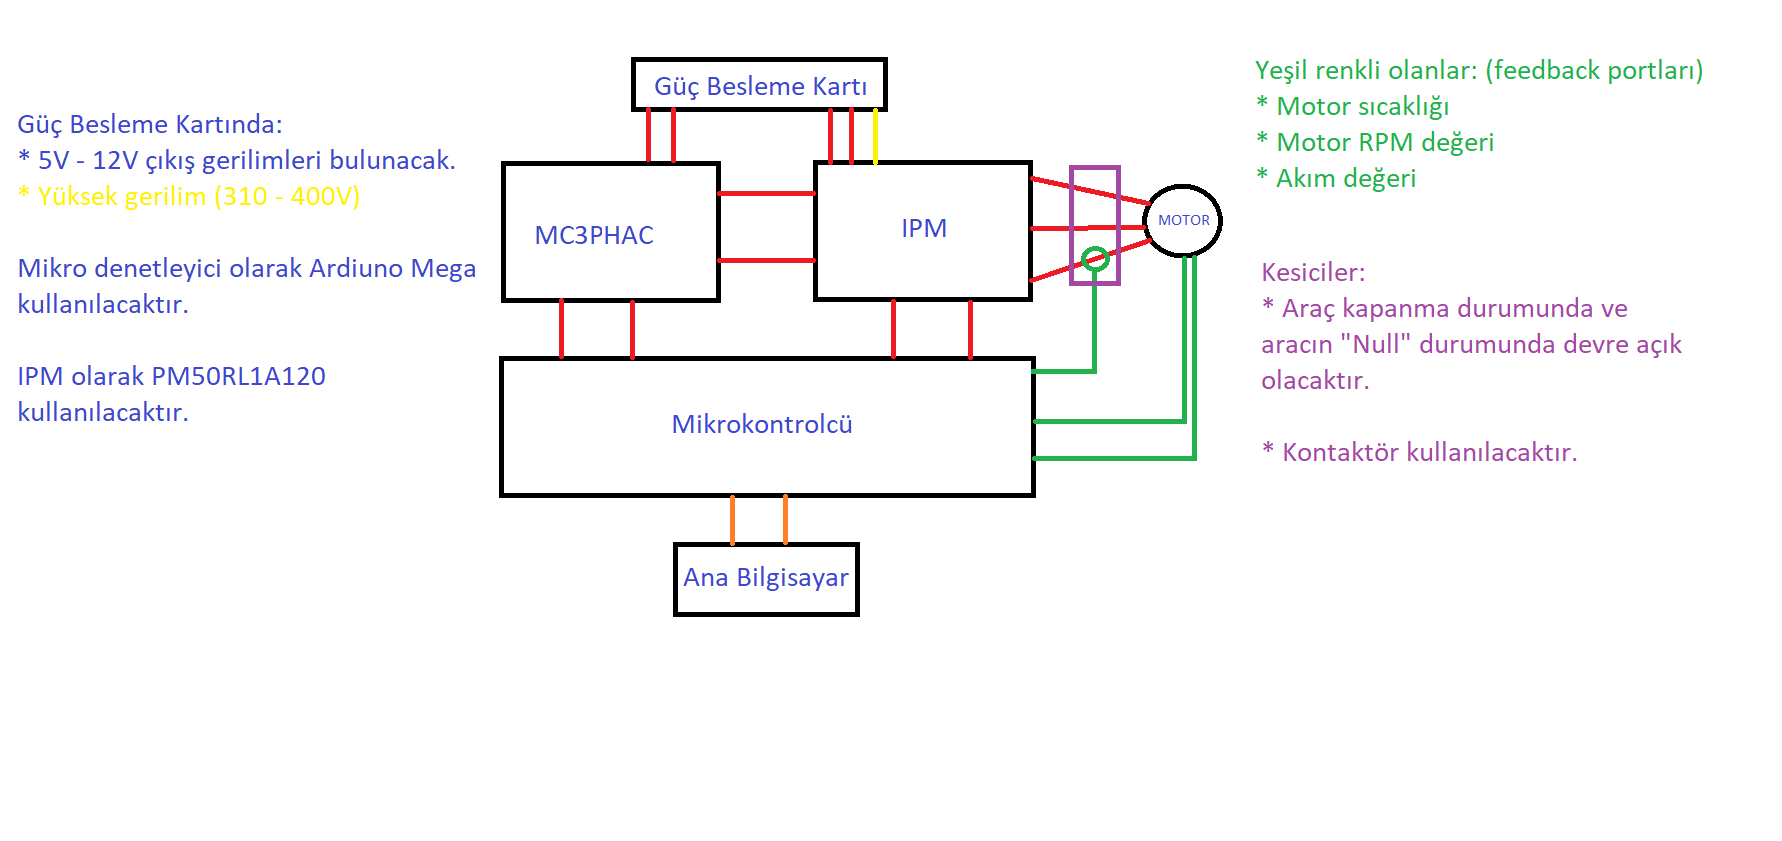 Güç Besleme Kartında:
* 5V - 12V çıkış gerilimleri bulunacak.
* Yüksek gerilim (310 - 400V)
Mikro denetleyici olarak Ardiuno Mega
kullanılacaktır.
IPM olarak PM50RL1A120
kullanılacaktır.
Güç Besleme Kartı
MC3PHAC
IPM
MOTOR
Mikrokontrolcü
Ana Bilgisayar
Yeşil renkli olanlar: (feedback portları)
* Motor sıcaklığı
* Motor RPM değeri
* Akım değeri
Kesiciler:
* Araç kapanma durumunda ve
aracın "Null" durumunda devre açık
olacaktır.
* Kontaktör kullanılacaktır.